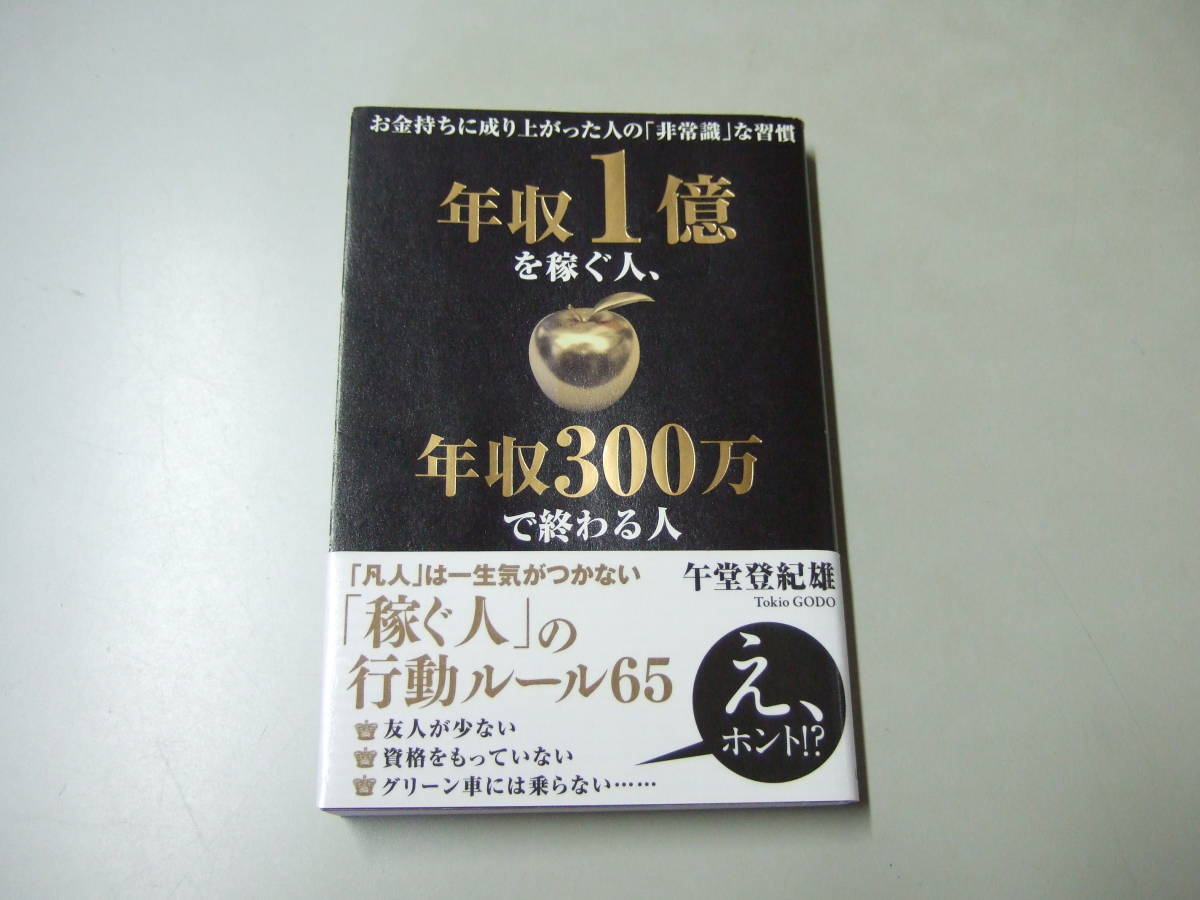 お金持ちに成り上がった人の「非常識」な習慣
年収1億
を稼ぐ人、
年収300万
で終わる人
「凡人」は一生気がつかない
「稼ぐ人」の
行動ルール65
友人が少ない
資格をもっていない
グリーン車には乗らない……
午堂登紀雄
Tokio GODO
え、
ホント!?